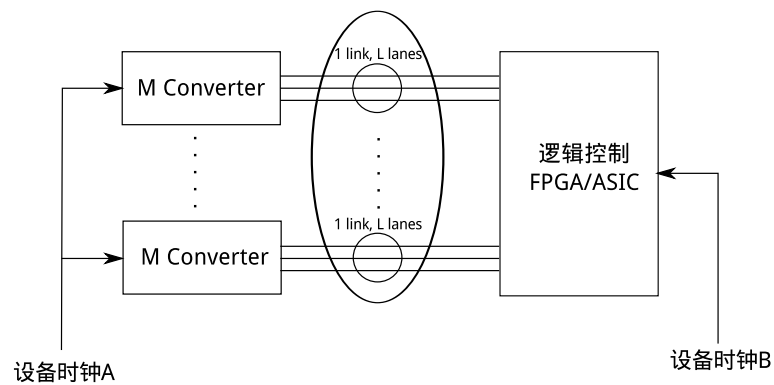 1 link, L lanes
M Converter
逻辑控制
FPGA/ASIC
1 link, L lanes
M Converter
设备时钟A
设备时钟B